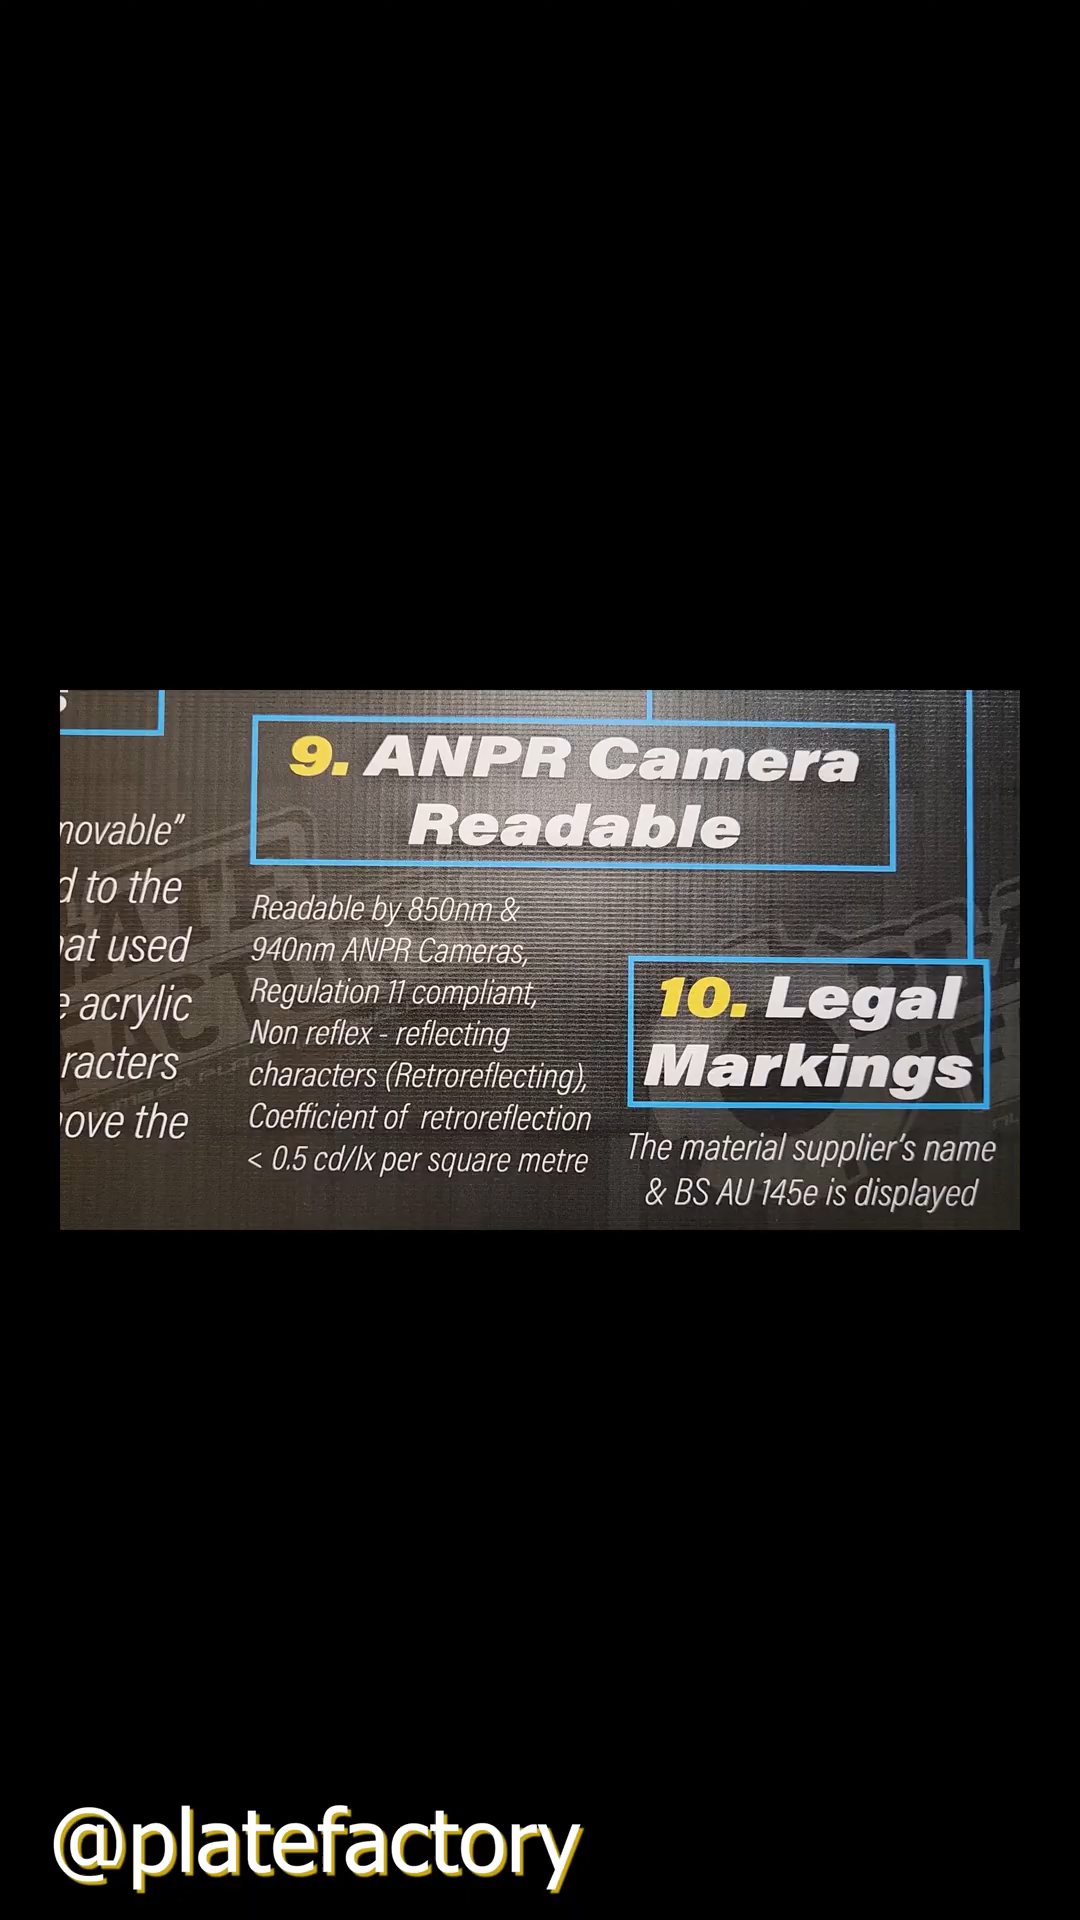 movable"
d to the
at used
acrylic
racters
ove the
9. ANPR Camera
Readable
Readable by 850nm &
940nm ANPR Cameras,
Regulation 11 compliant,
Non reflex - reflecting
characters (Retroreflecting),
Coefficient of retroreflection
< 0.5 cd/lx per square metre
10. Legal
Markings
The material supplier's name
& BS AU 145e is displayed
@platefactory